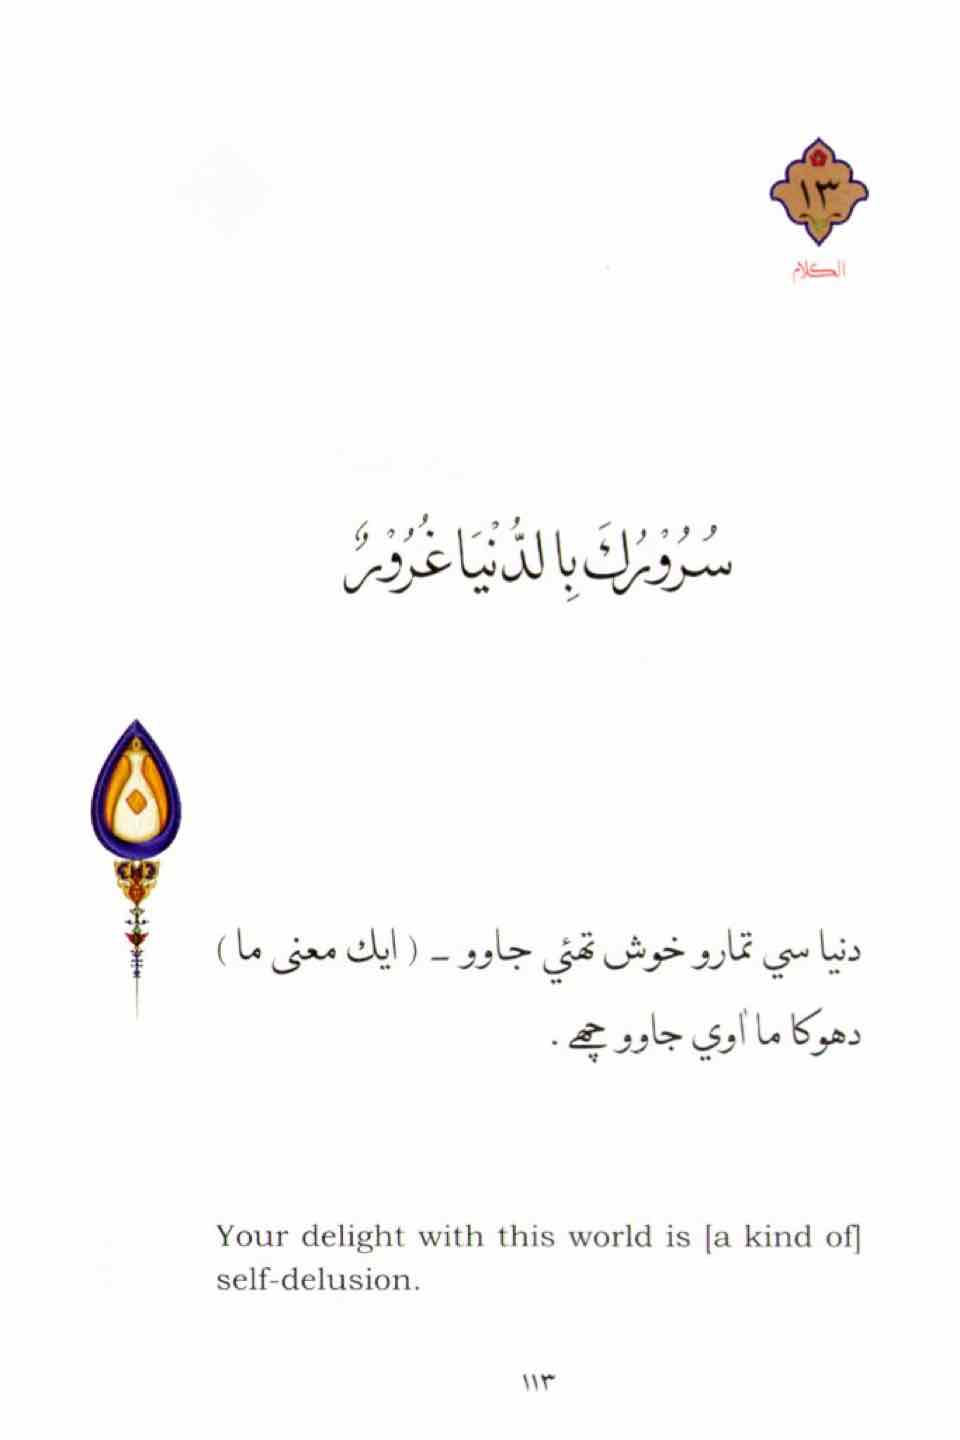 ١٣
الكلام
سُرُوْرُكَ بِالدُّنْيَا غُرُوْرٌ
دنيا سي تمارو خوش تھئي جاوو ـ ( ايك معنى ما )
دھوكا ما اٰوي جاوو چھے .
Your delight with this world is [a kind of]
self-delusion.
١١٣